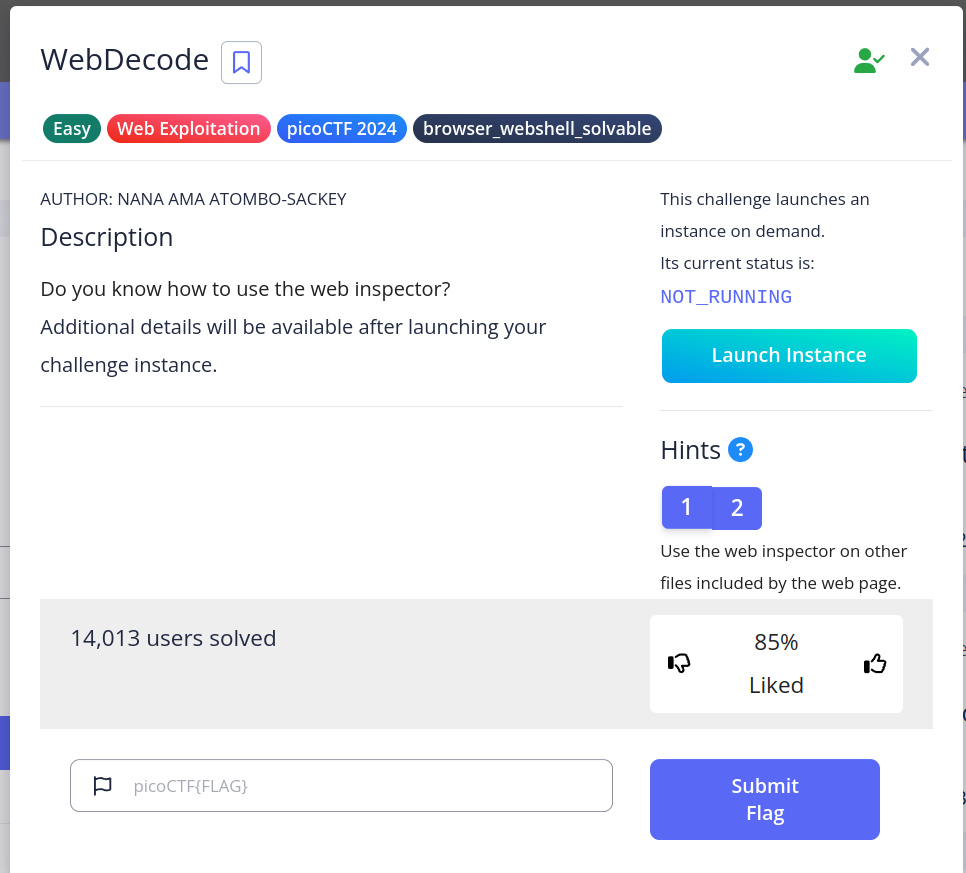 WebDecode
Easy
Web Exploitation
picoCTF 2024
browser_webshell_solvable
AUTHOR: NANA AMA ATOMBO-SACKEY
Description
Do you know how to use the web inspector?
Additional details will be available after launching your
challenge instance.
This challenge launches an
instance on demand.
Its current status is:
NOT_RUNNING
Launch Instance
Hints ?
1 2
Use the web inspector on other
files included by the web page.
14,013 users solved
85%
Liked
picoCTF{FLAG}
Submit
Flag